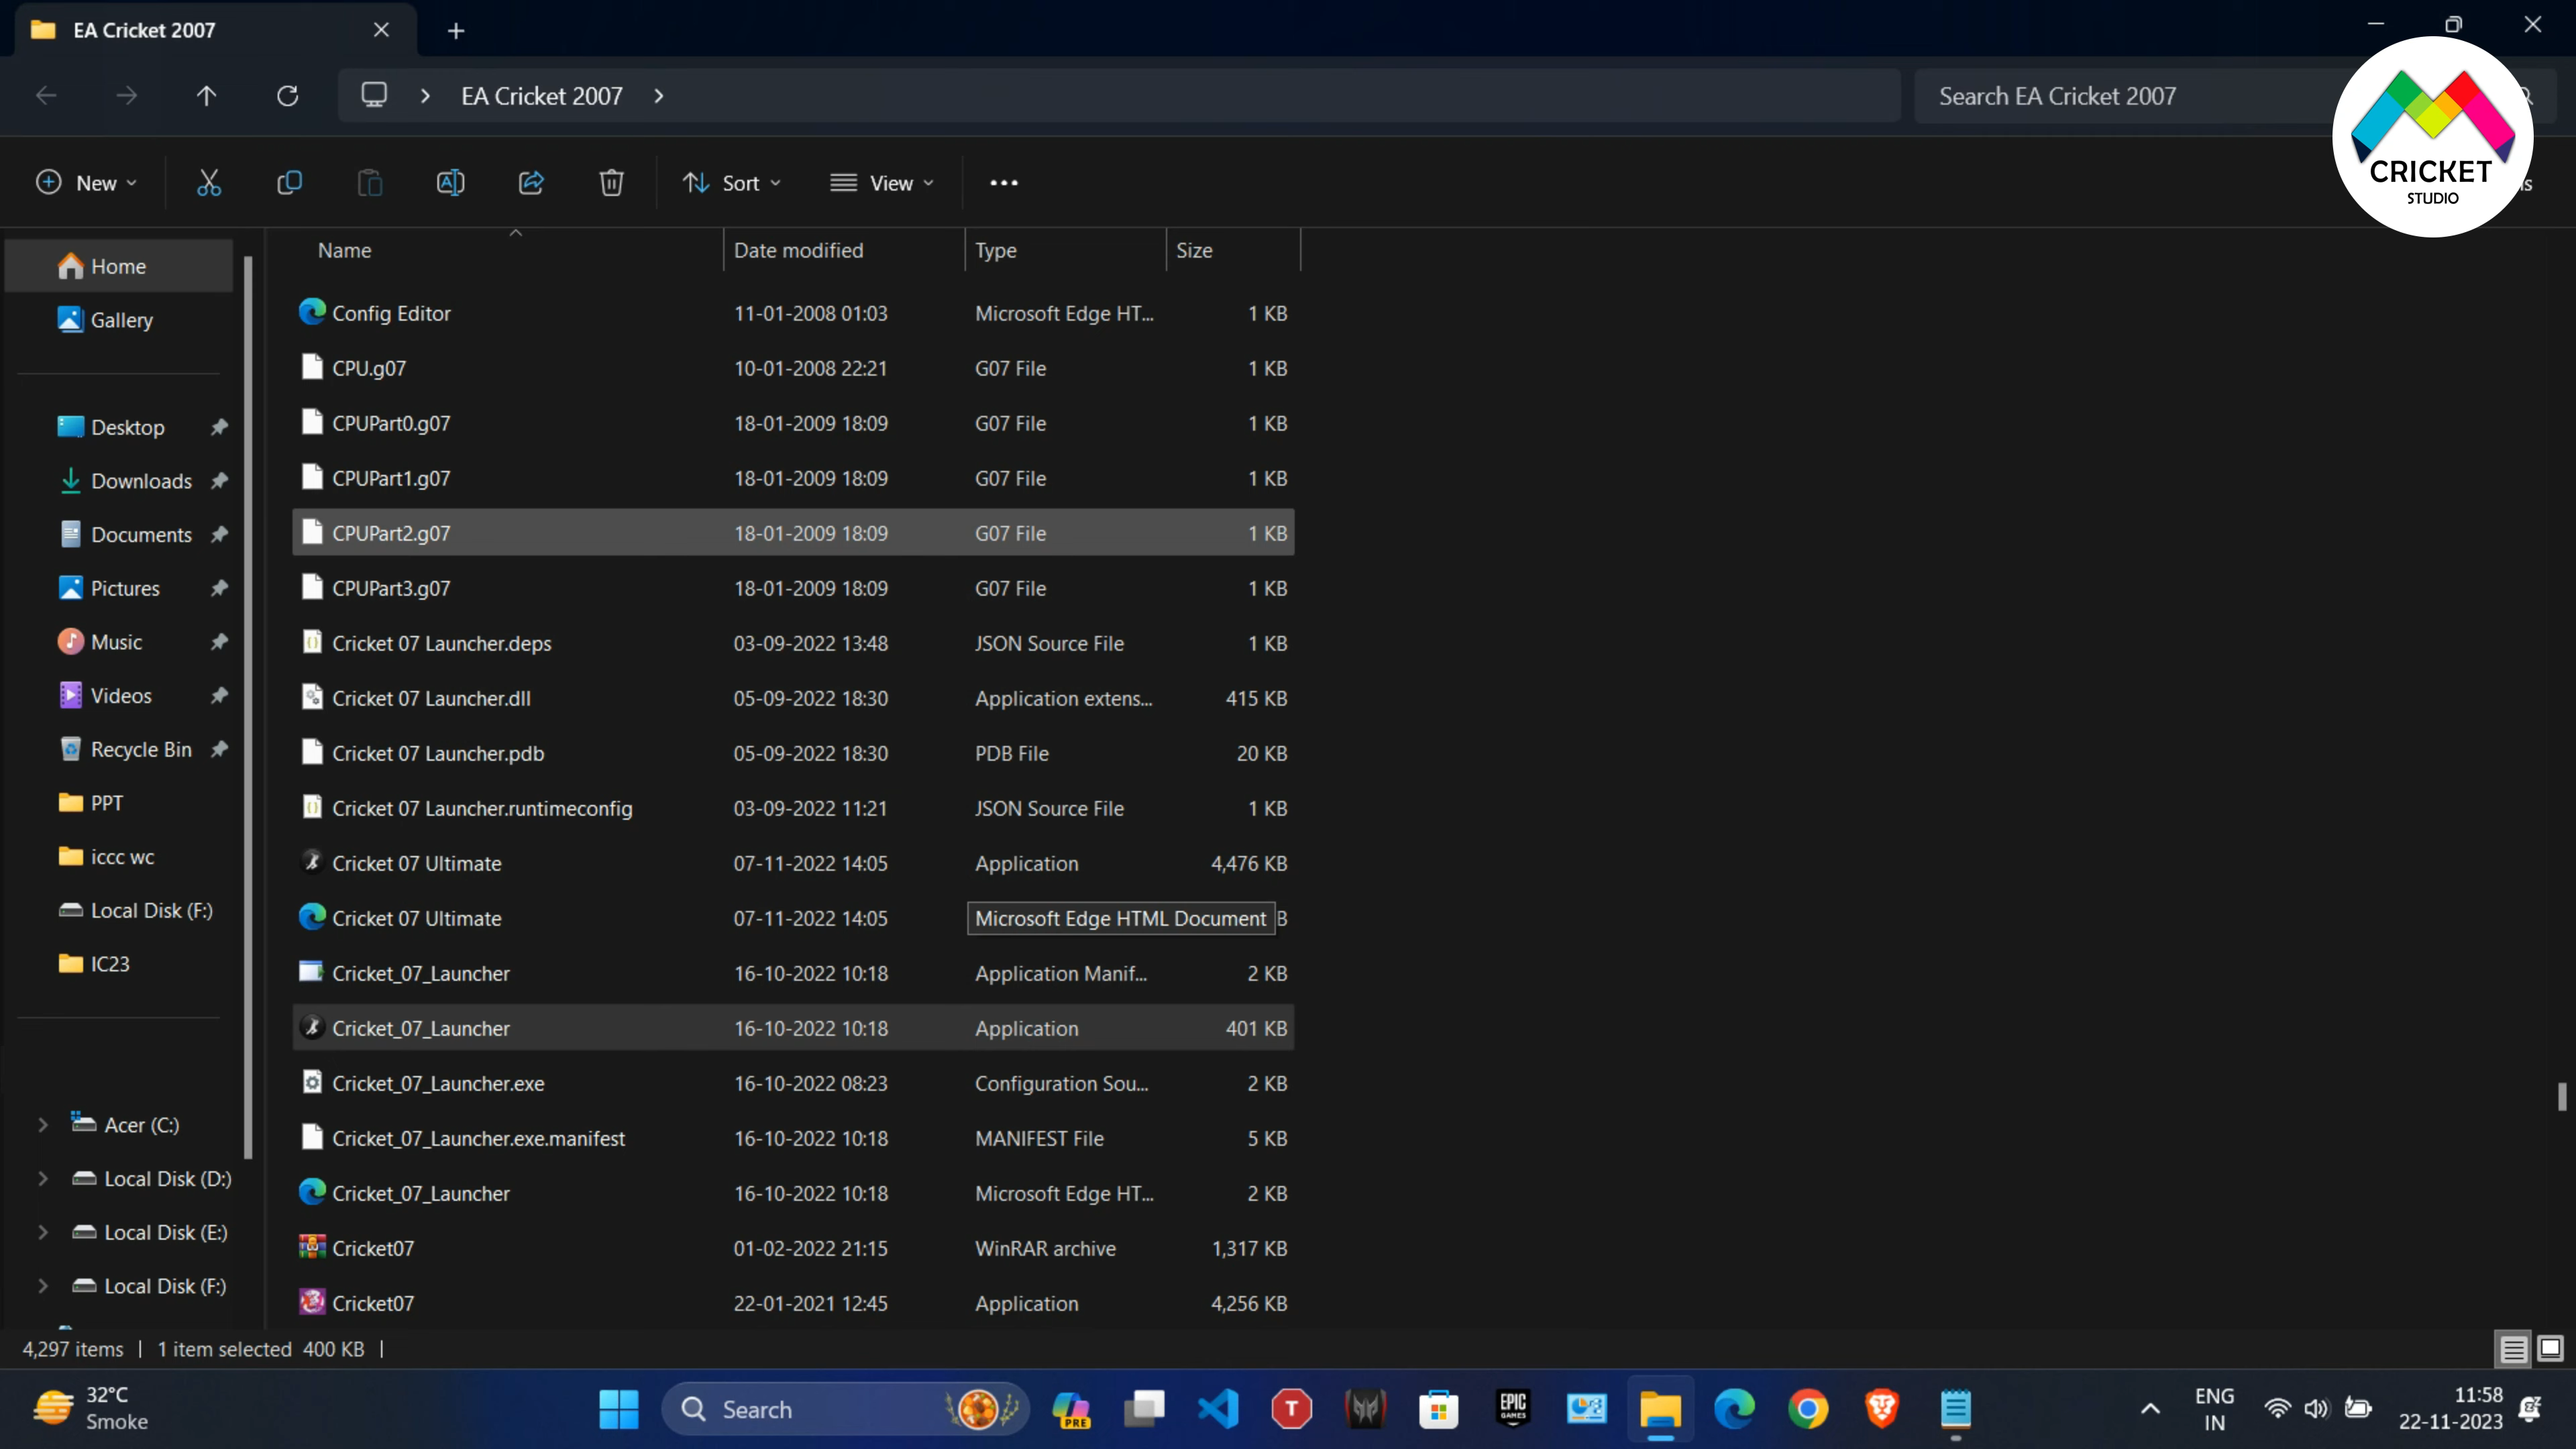 EA Cricket 2007
EA Cricket 2007
Search EA Cricket 2007
CRICKET
STUDIO
New
Sort
View
Name
Date modified
Type
Size
Home
Gallery
Desktop
Downloads
Documents
Pictures
Music
Videos
Recycle Bin
PPT
iccc wc
Local Disk (F:)
IC23
Acer (C:)
Local Disk (D:)
Local Disk (E:)
Local Disk (F:)
Config Editor 11-01-2008 01:03 Microsoft Edge HT... 1 KB
CPU.g07 10-01-2008 22:21 G07 File 1 KB
CPUPart0.g07 18-01-2009 18:09 G07 File 1 KB
CPUPart1.g07 18-01-2009 18:09 G07 File 1 KB
CPUPart2.g07 18-01-2009 18:09 G07 File 1 KB
CPUPart3.g07 18-01-2009 18:09 G07 File 1 KB
Cricket 07 Launcher.deps 03-09-2022 13:48 JSON Source File 1 KB
Cricket 07 Launcher.dll 05-09-2022 18:30 Application extens... 415 KB
Cricket 07 Launcher.pdb 05-09-2022 18:30 PDB File 20 KB
Cricket 07 Launcher.runtimeconfig 03-09-2022 11:21 JSON Source File 1 KB
Cricket 07 Ultimate 07-11-2022 14:05 Application 4,476 KB
Cricket 07 Ultimate 07-11-2022 14:05 Microsoft Edge HTML Document B
Cricket_07_Launcher 16-10-2022 10:18 Application Manif... 2 KB
Cricket_07_Launcher 16-10-2022 10:18 Application 401 KB
Cricket_07_Launcher.exe 16-10-2022 08:23 Configuration Sou... 2 KB
Cricket_07_Launcher.exe.manifest 16-10-2022 10:18 MANIFEST File 5 KB
Cricket_07_Launcher 16-10-2022 10:18 Microsoft Edge HT... 2 KB
Cricket07 01-02-2022 21:15 WinRAR archive 1,317 KB
Cricket07 22-01-2021 12:45 Application 4,256 KB
4,297 items | 1 item selected 400 KB |
32°C
Smoke
Search
PRE
T
EPIC
GAMES
ENG
IN
11:58
22-11-2023